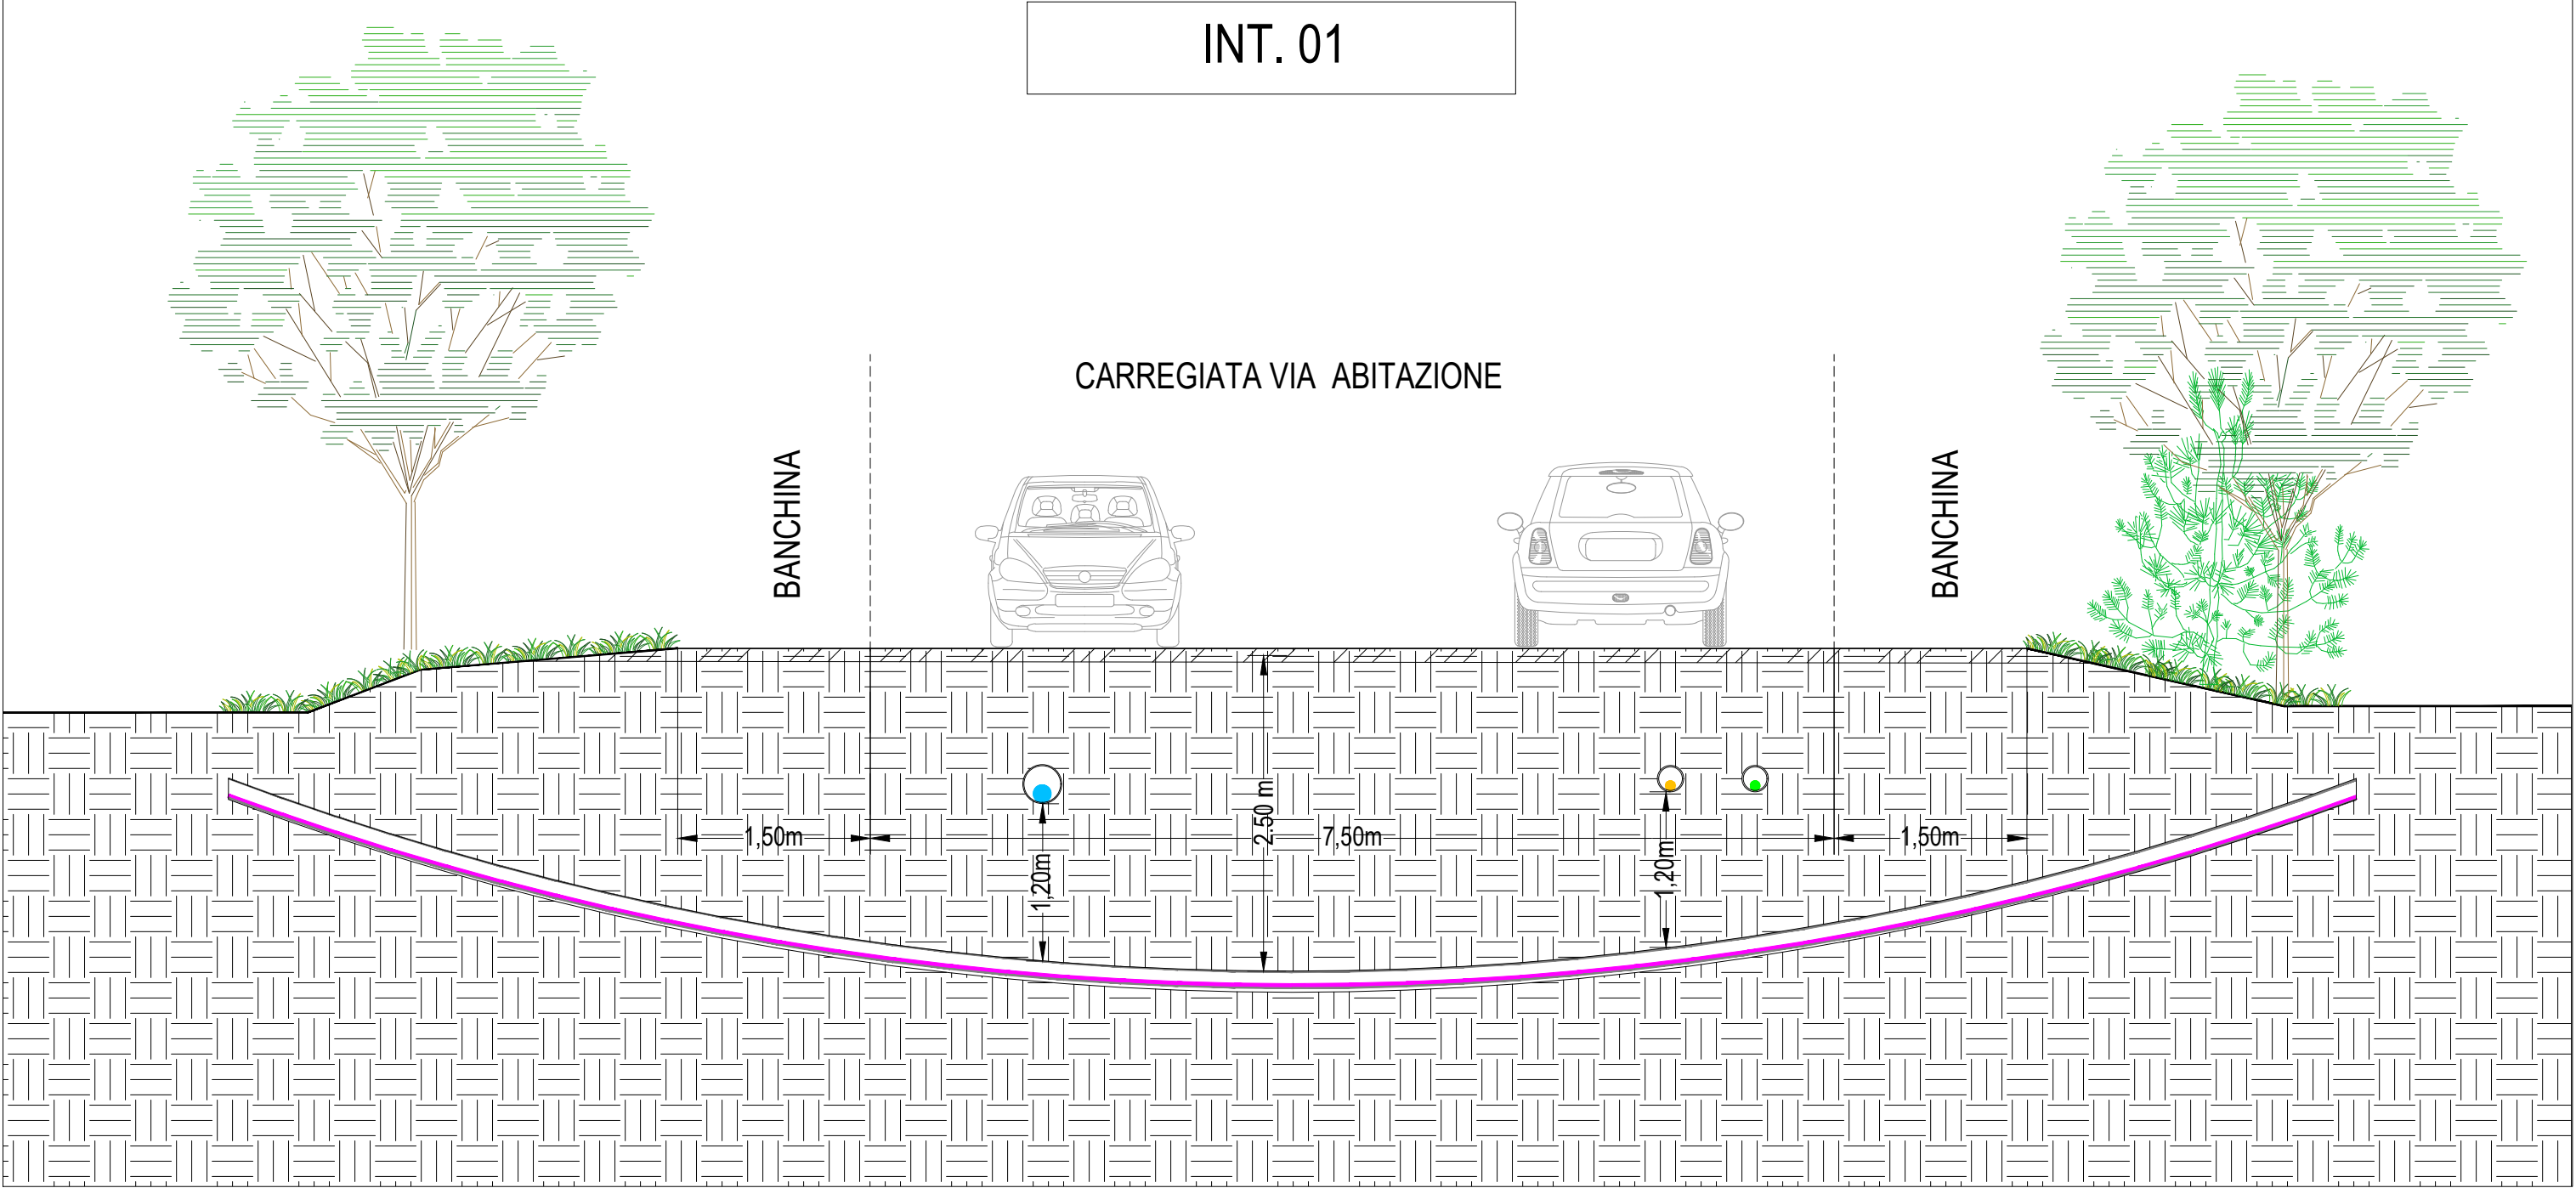 INT. 01
CARREGIATA VIA ABITAZIONE
BANCHINA
BANCHINA
1,50m
7,50m
1,50m
2.50 m
1,20m
1,20m